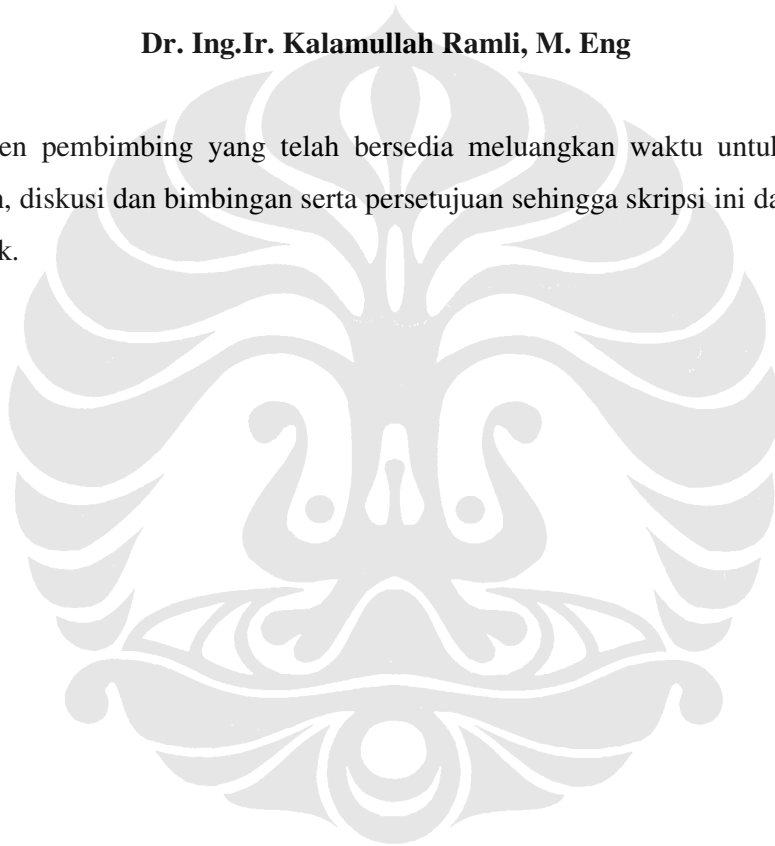 Dr. Ing.Ir. Kalamullah Ramli, M. Eng
en pembimbing yang telah bersedia meluangkan waktu untuk
, diskusi dan bimbingan serta persetujuan sehingga skripsi ini da
k.